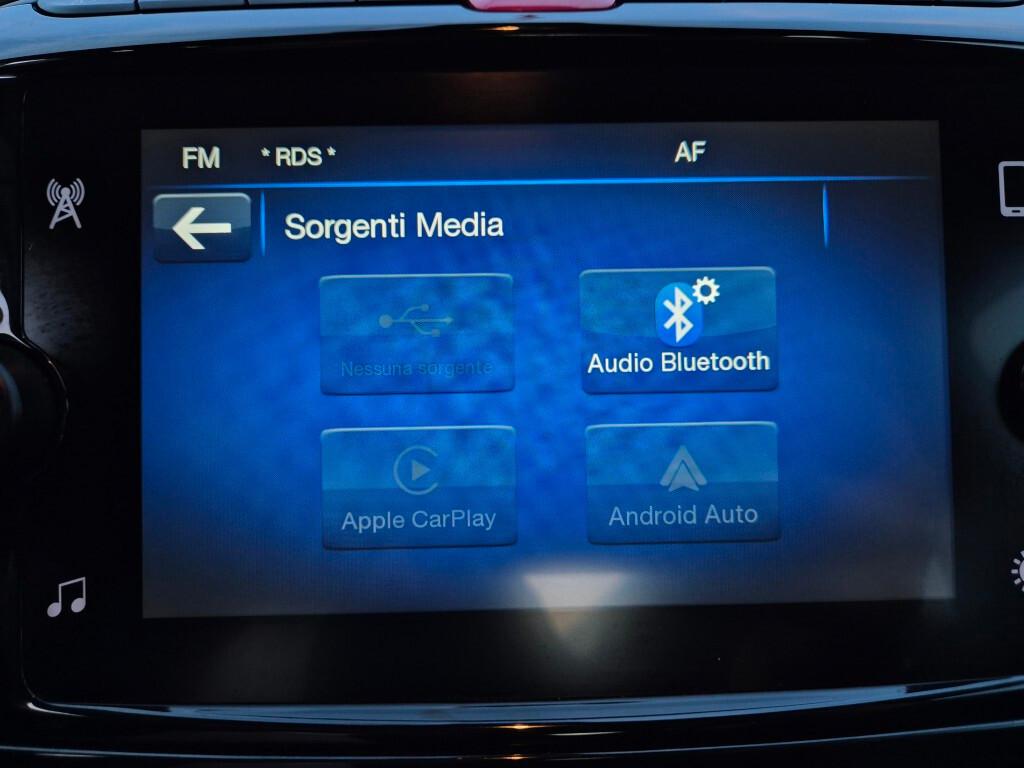 FM * RDS * AF
Sorgenti Media
Nessuna sorgente
Audio Bluetooth
Apple CarPlay
Android Auto